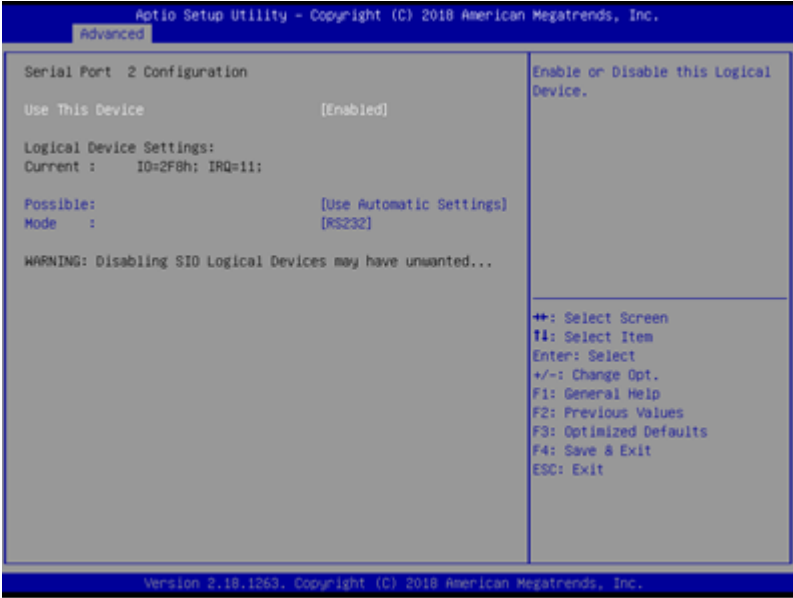 Aptio Setup Utility – Copyright (C) 2018 American Megatrends, Inc.
Advanced
Serial Port 2 Configuration
Use This Device [Enabled]
Logical Device Settings:
Current : IO=2F8h; IRQ=11;
Possible: [Use Automatic Settings]
Mode : [RS232]
WARNING: Disabling SIO Logical Devices may have unwanted...
Enable or Disable this Logical
Device.
→←: Select Screen
↑↓: Select Item
Enter: Select
+/-: Change Opt.
F1: General Help
F2: Previous Values
F3: Optimized Defaults
F4: Save & Exit
ESC: Exit
Version 2.18.1263. Copyright (C) 2018 American Megatrends, Inc.